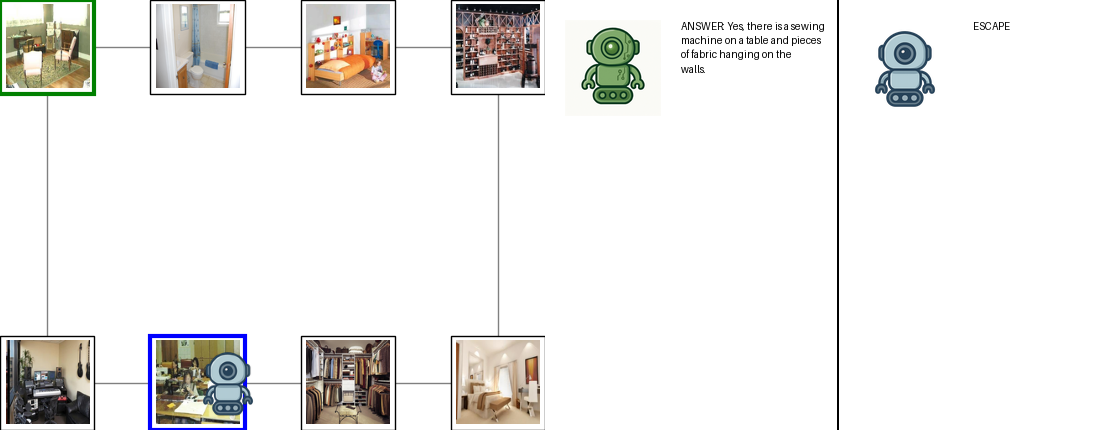 ANSWER Yes, there is a sewing
machine on a table and pieces
of fabric hanging on the
walls.
ESCAPE